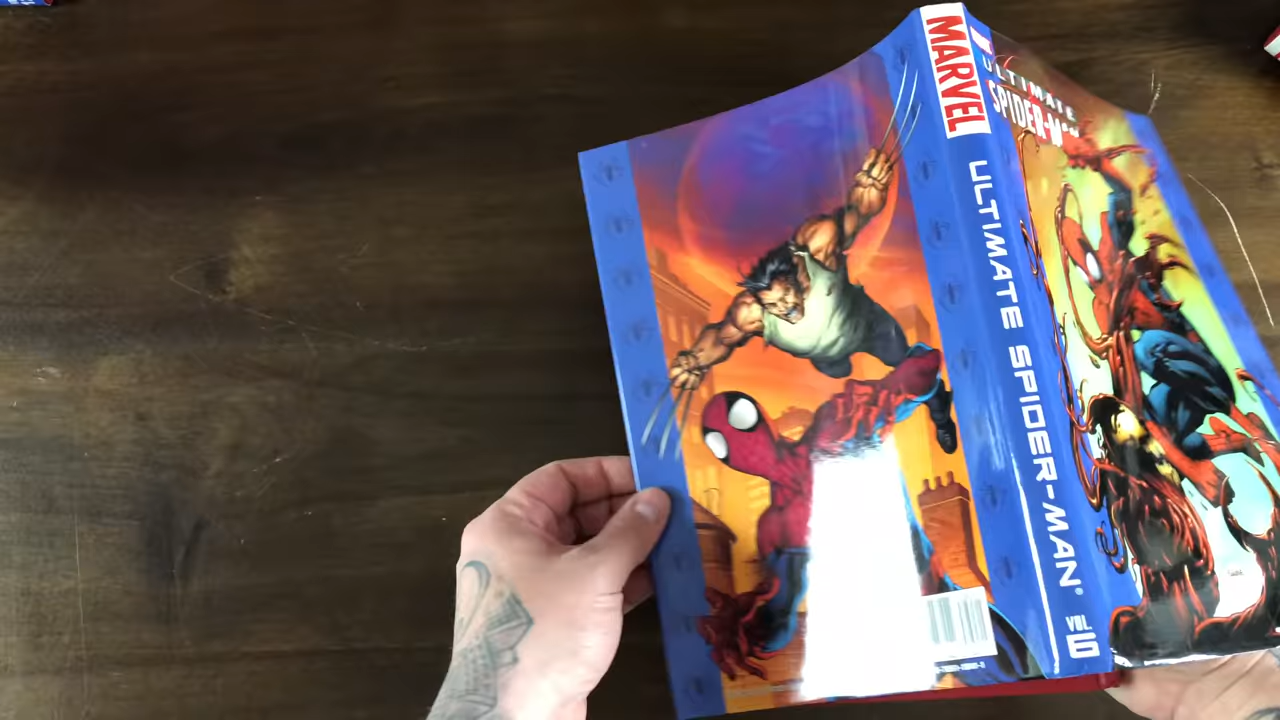 MARVEL
ULTIMATE SPIDER-MAN®
VOL. 6
ULTIMATE
SPIDER-MAN